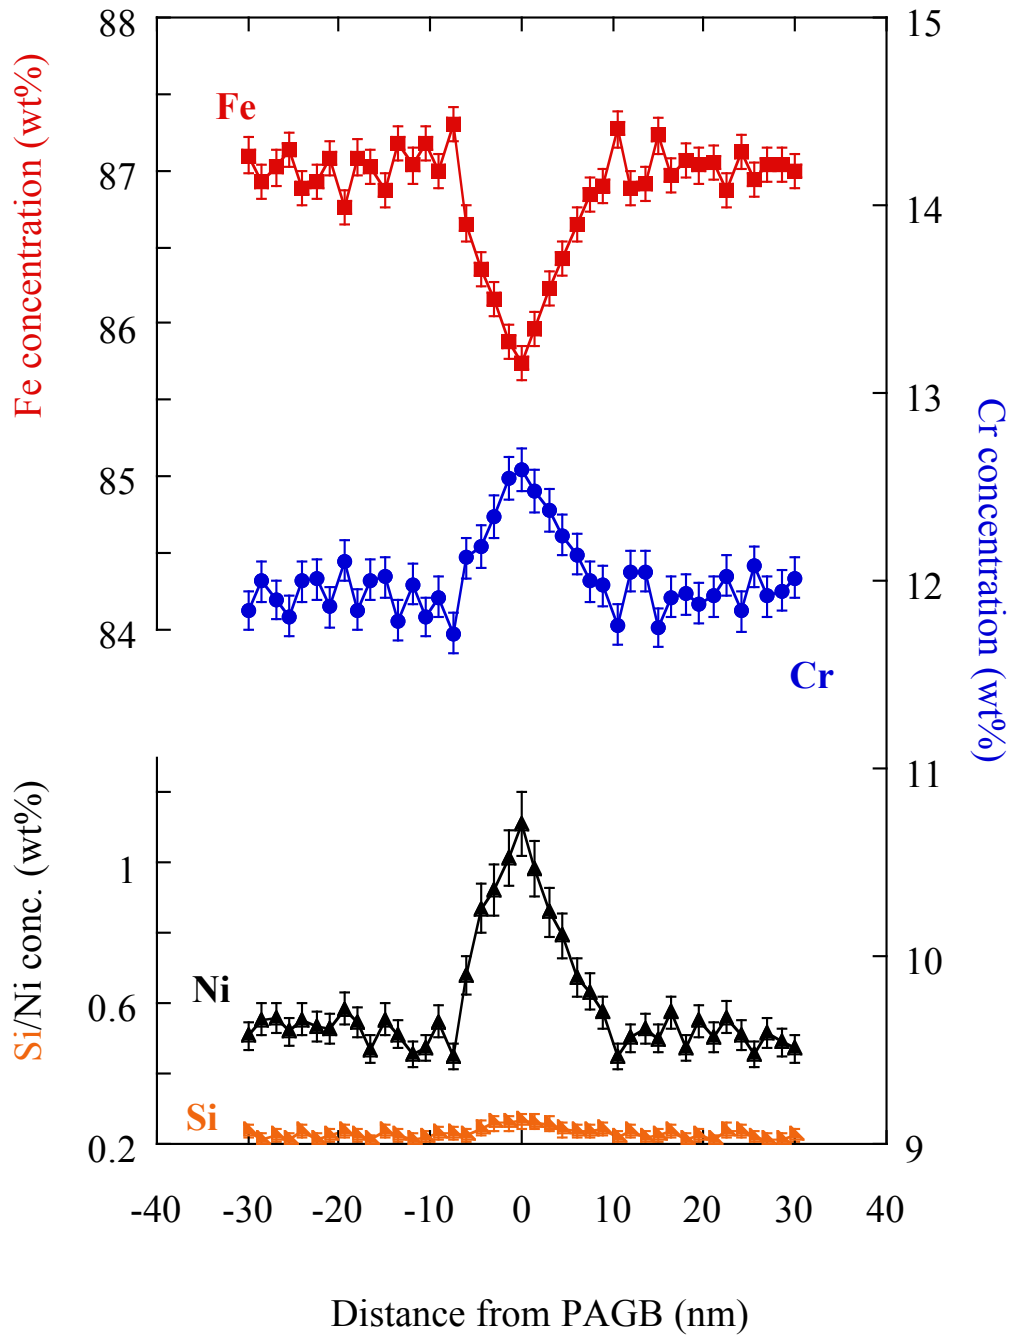 88
15
Fe concentration (wt%)
Fe
87
14
86
13
85
Cr concentration (wt%)
12
84
Cr
11
Si/Ni conc. (wt%)
1
10
Ni
0.6
Si
0.2
9
-40 -30 -20 -10 0 10 20 30 40
Distance from PAGB (nm)